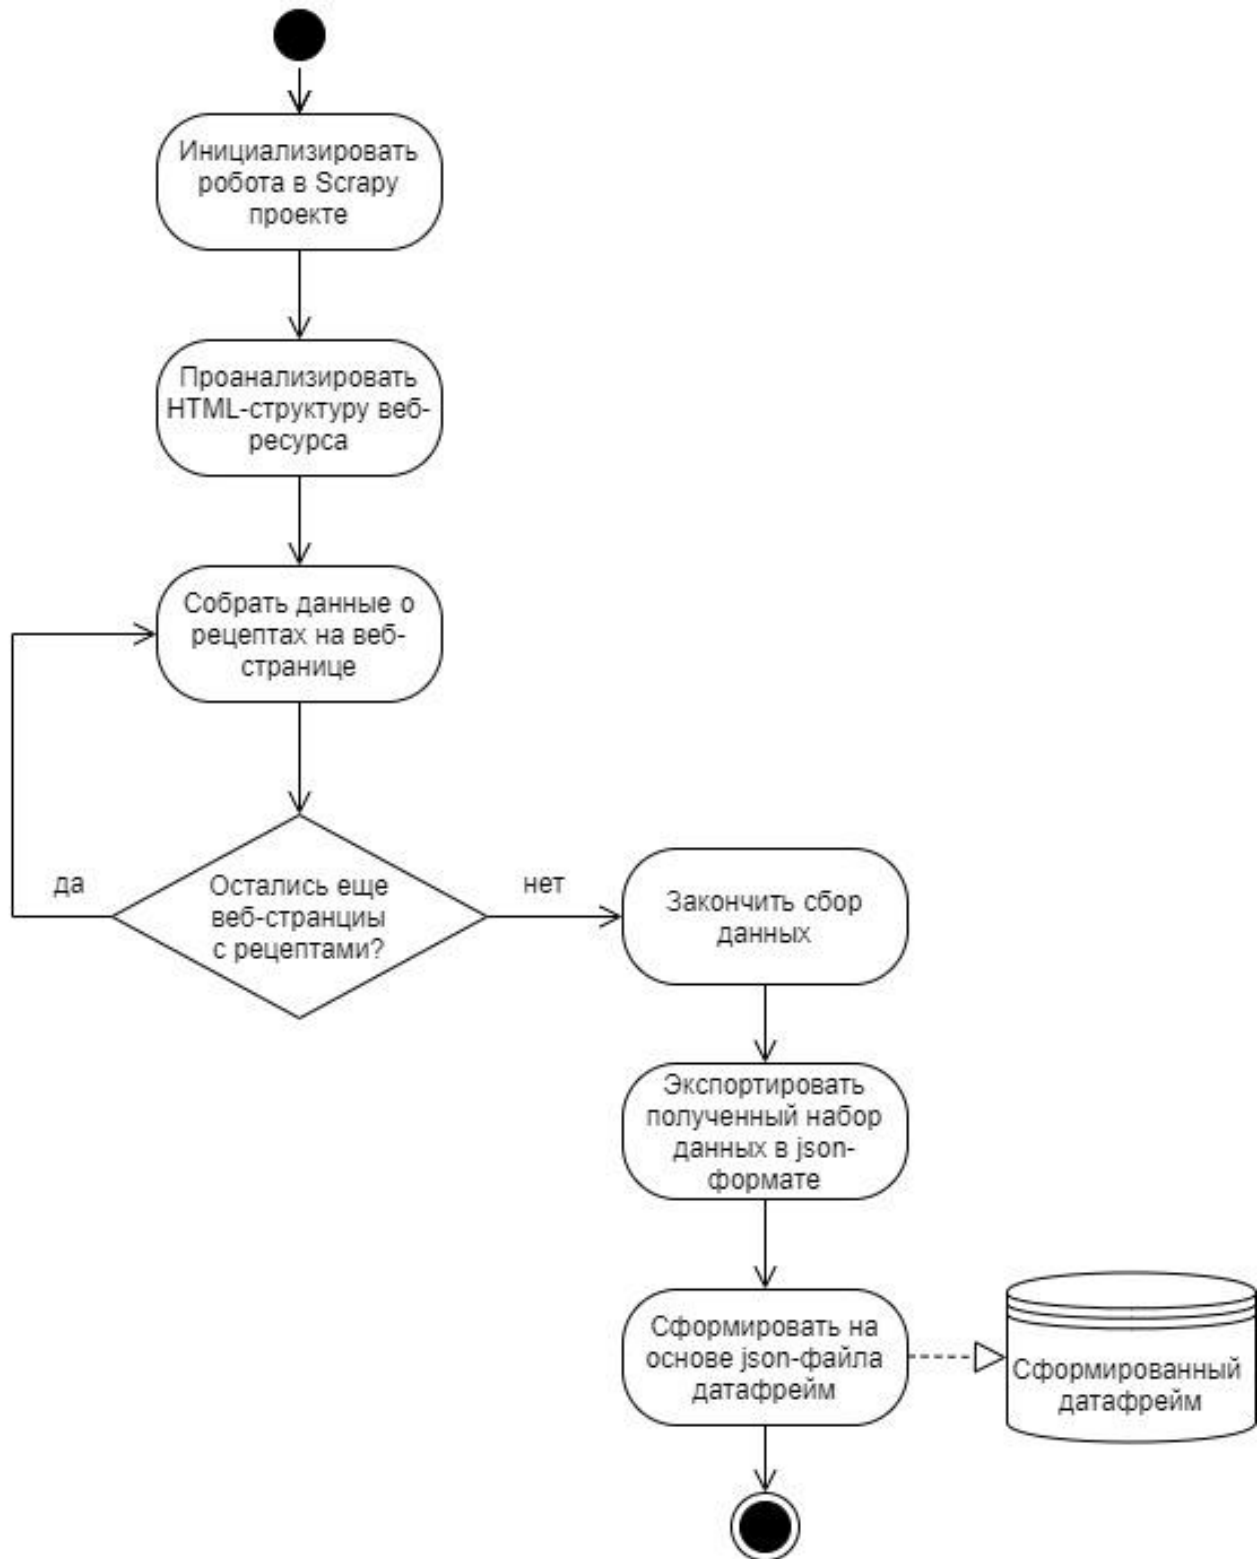 Инициализировать
робота в Scrapy
проекте
Проанализировать
HTML-структуру веб-
ресурса
Собрать данные о
рецептах на веб-
странице
да
Остались еще
веб-странциы
с рецептами?
нет
Закончить сбор
данных
Экспортировать
полученный набор
данных в json-
формате
Сформировать на
основе json-файла
датафрейм
Сформированный
датафрейм